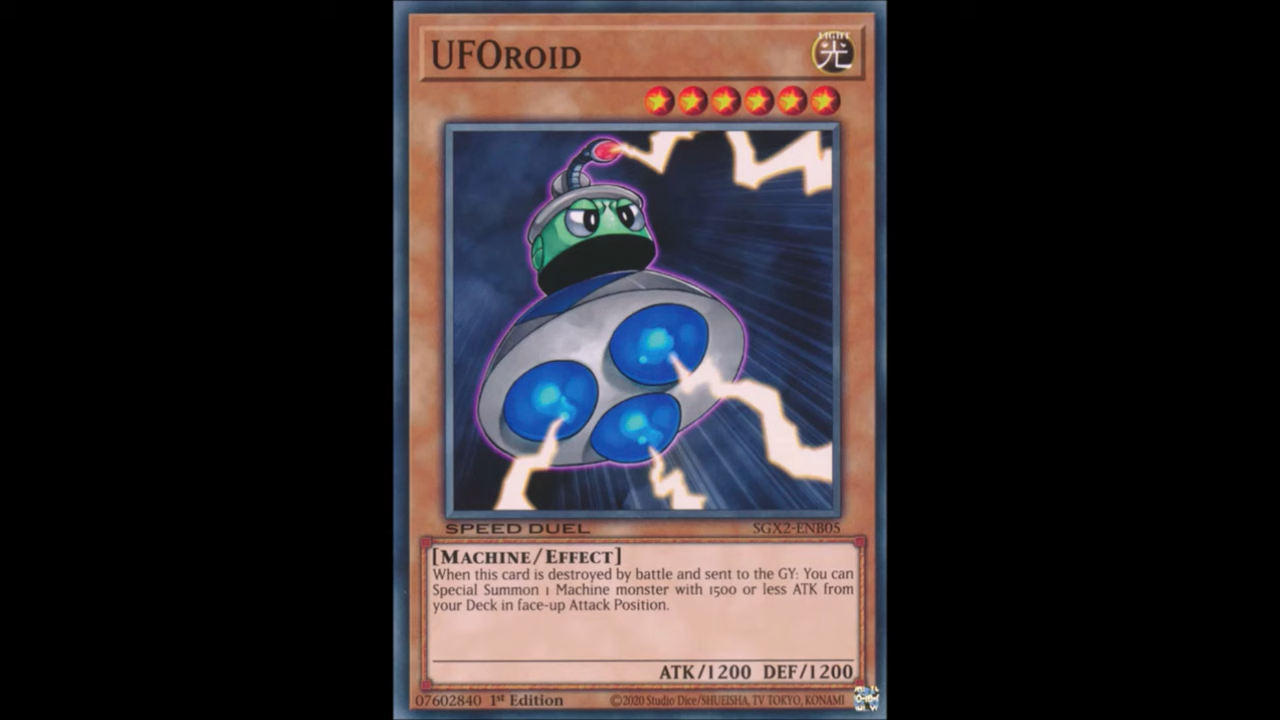 UFOROID
LIGHT
光
SPEED DUEL
SGX2-ENB05
[MACHINE/EFFECT]
When this card is destroyed by battle and sent to the GY: You can
Special Summon 1 Machine monster with 1500 or less ATK from
your Deck in face-up Attack Position.
ATK/1200 DEF/1200
07602840 1st Edition ©2020 Studio Dice/SHUEISHA, TV TOKYO, KONAMI